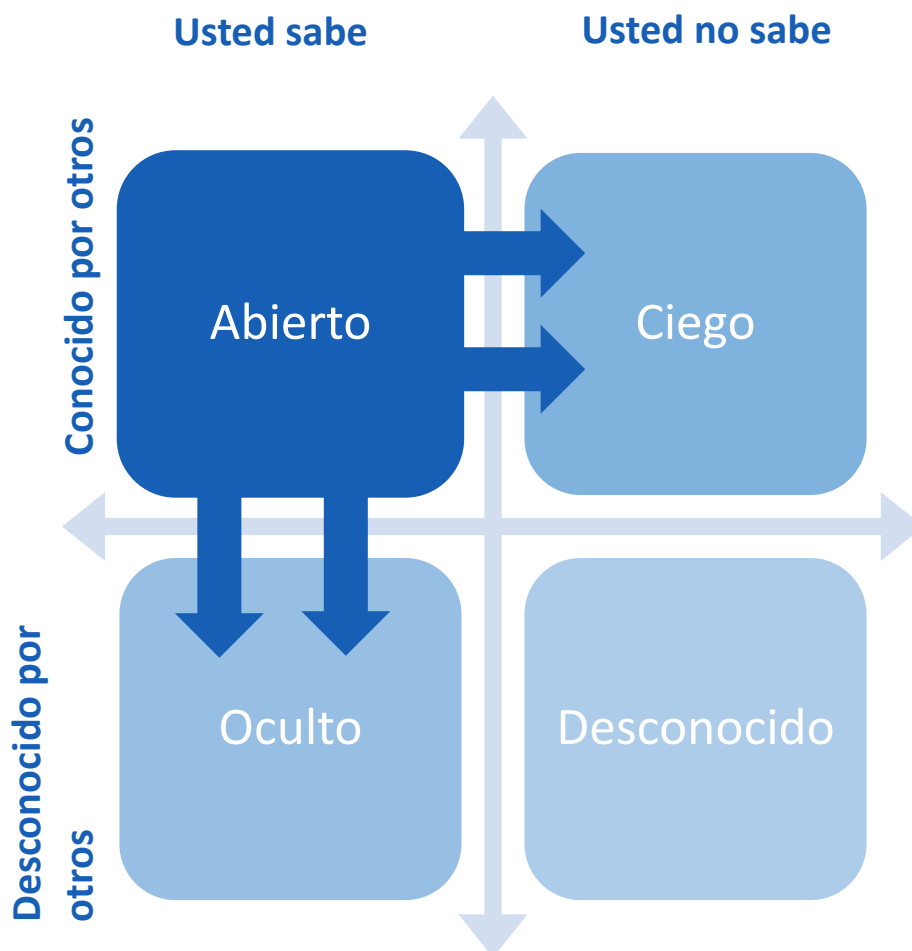 Usted sabe
Usted no sabe
Conocido por otros
Abierto
Ciego
Desconocido por
otros
Oculto
Desconocido